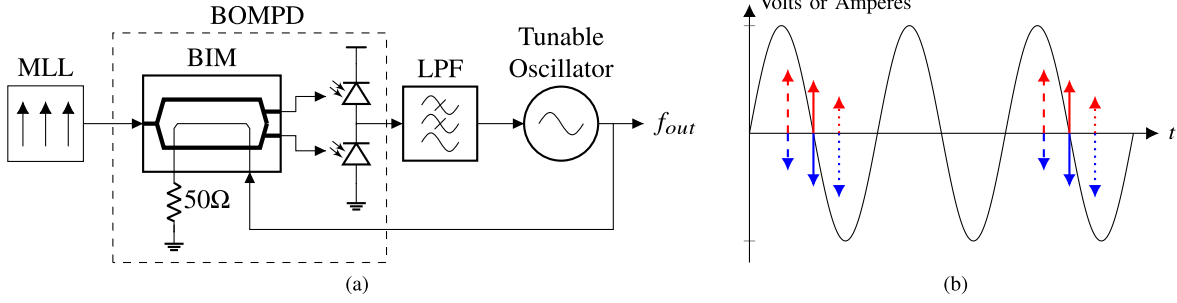 BOMPD
BIM
MLL
50Ω
LPF
Tunable
Oscillator
f_out
(a)
Volts or Amperes
t
(b)